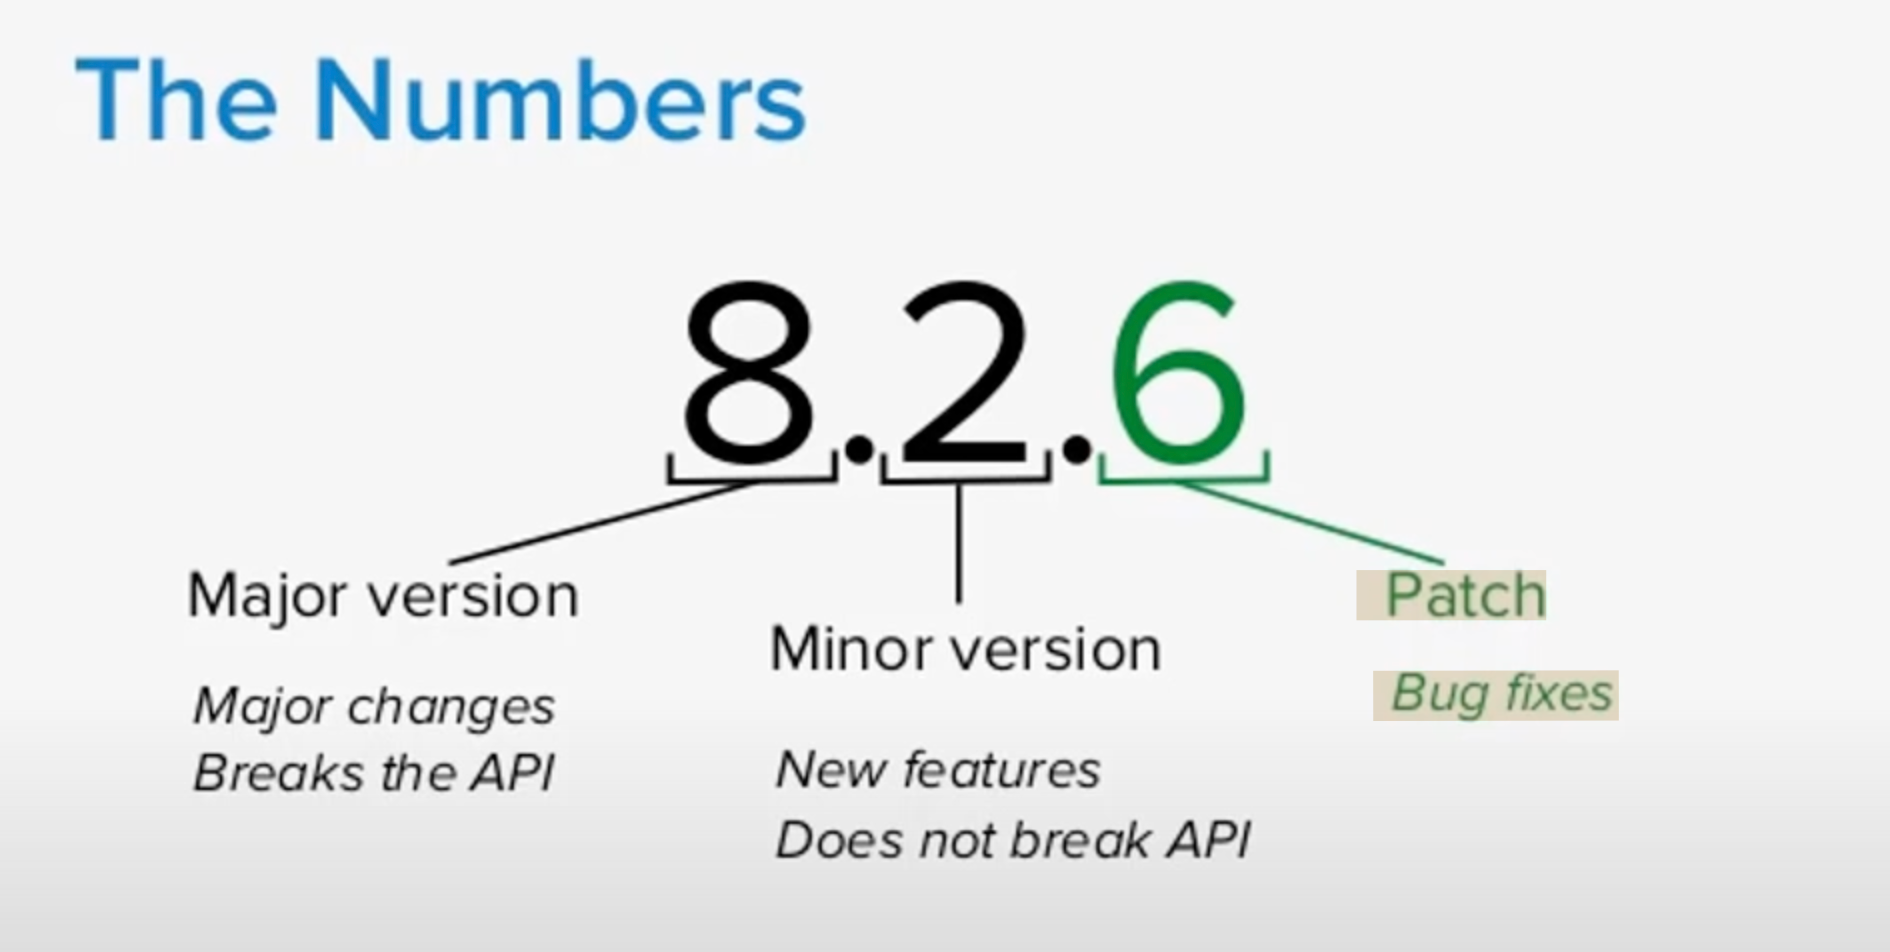 The Numbers
8.2.6
Major version
Major changes
Breaks the API
Minor version
New features
Does not break API
Patch
Bug fixes